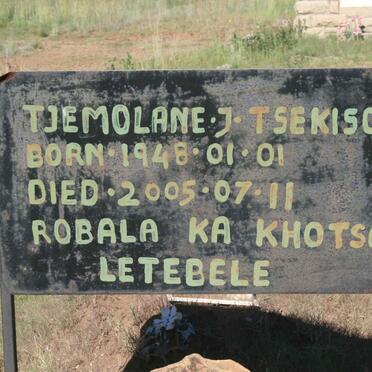 TJEMOLANE·J·TSEKISO
BORN·1948·01·01
DIED·2005·07·11
ROBALA KA KHOTSO
LETEBELE